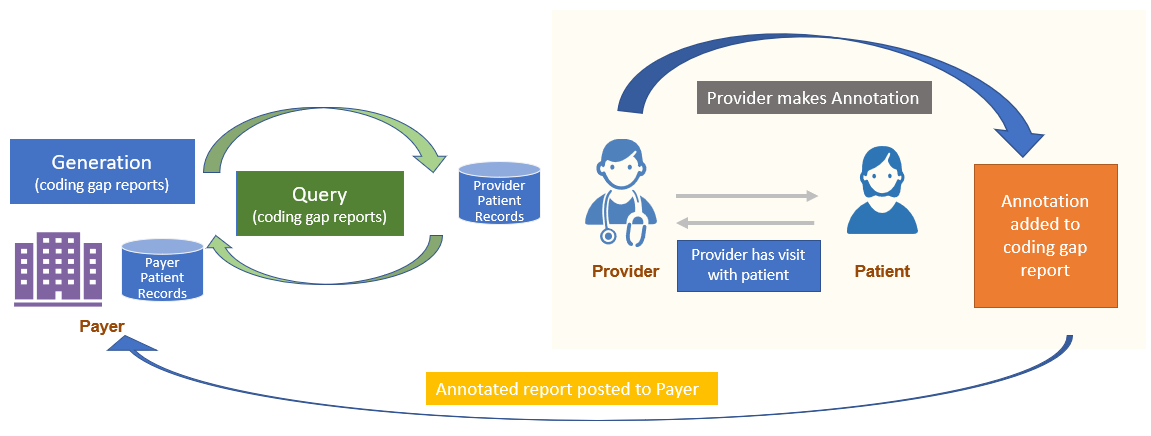 Generation
(coding gap reports)
Query
(coding gap reports)
Payer
Patient
Records
Payer
Provider
Patient
Records
Provider makes Annotation
Provider
Provider has visit
with patient
Patient
Annotation
added to
coding gap
report
Annotated report posted to Payer